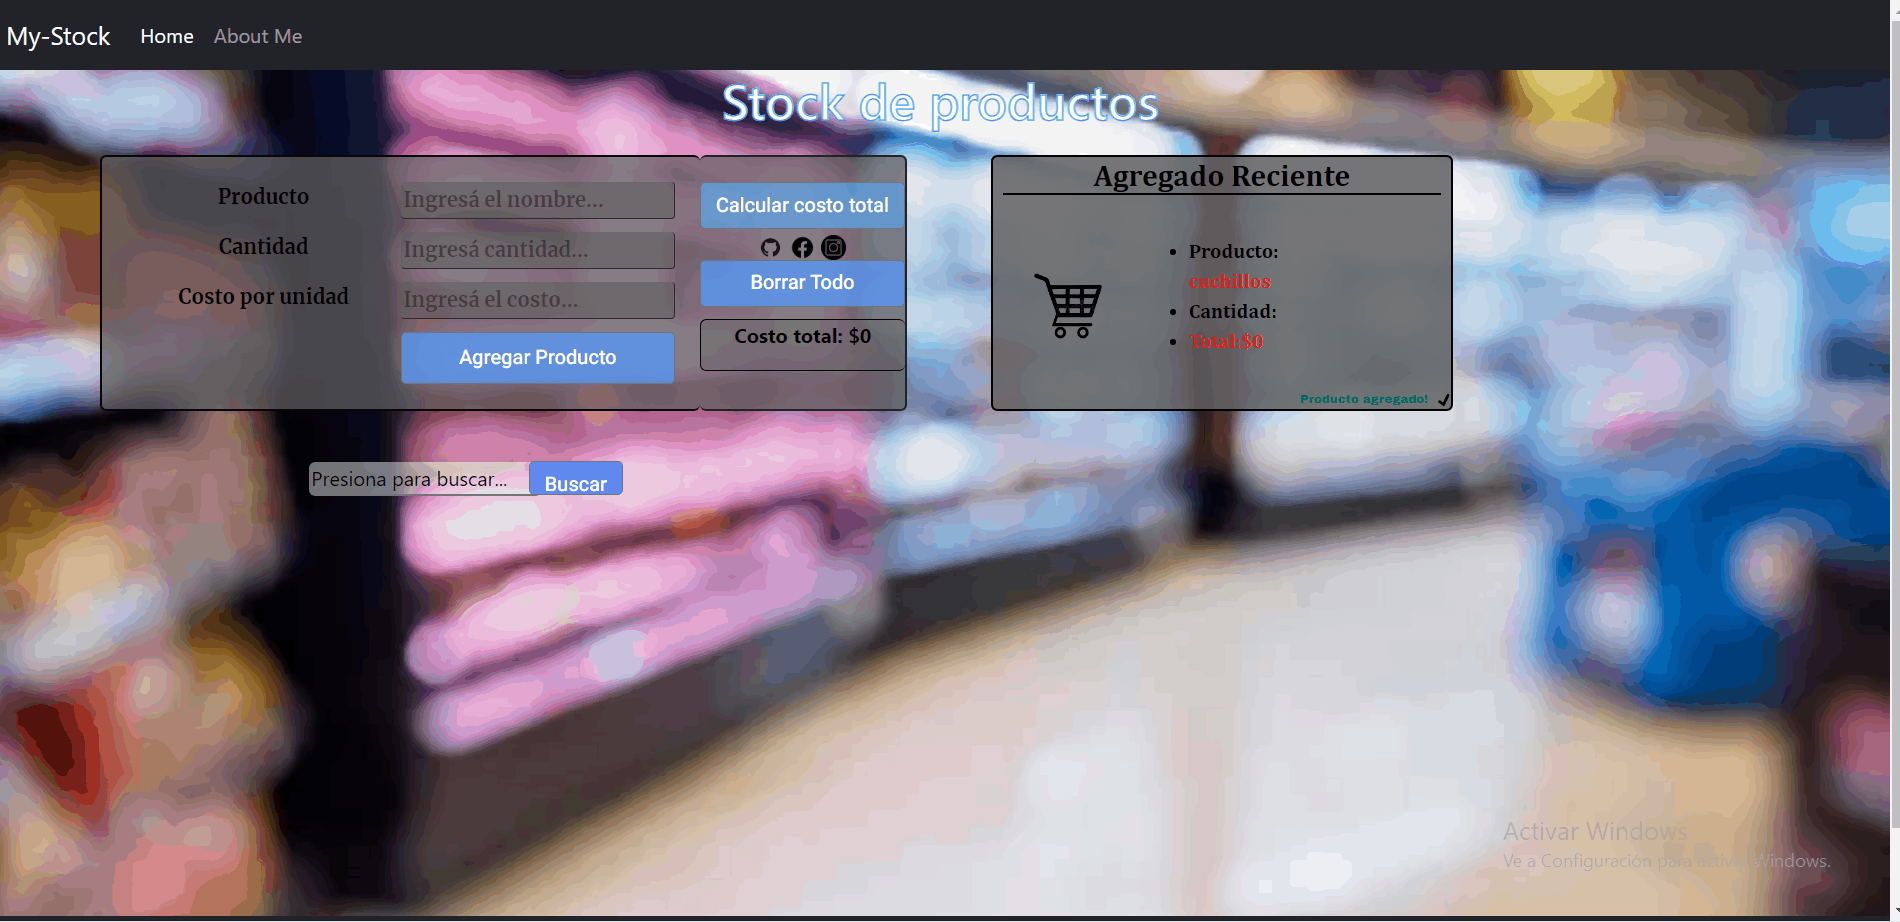 My-Stock Home About Me
Stock de productos
Producto
Ingresá el nombre...
Cantidad
Ingresá cantidad...
Costo por unidad
Ingresá el costo...
Agregar Producto
Calcular costo total
Borrar Todo
Costo total: $0
Agregado Reciente
Producto:
cuchillos
Cantidad:
Total:$0
Producto agregado!
Presiona para buscar...
Buscar
Activar Windows
Ve a Configuración para activar Windows.